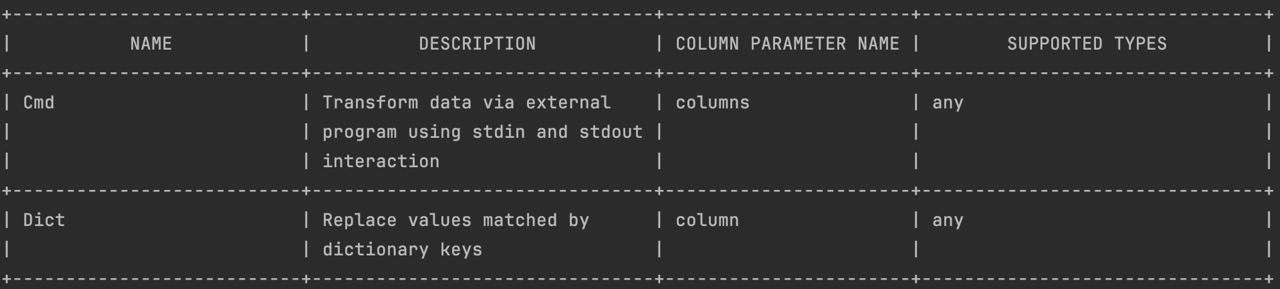 +---------------------------+--------------------------------+-----------------------+--------------------------------+
|           NAME            |          DESCRIPTION           | COLUMN PARAMETER NAME |        SUPPORTED TYPES         |
+---------------------------+--------------------------------+-----------------------+--------------------------------+
| Cmd                       | Transform data via external    | columns               | any                            |
|                           | program using stdin and stdout |                       |                                |
|                           | interaction                    |                       |                                |
+---------------------------+--------------------------------+-----------------------+--------------------------------+
| Dict                      | Replace values matched by      | column                | any                            |
|                           | dictionary keys                |                       |                                |
+---------------------------+--------------------------------+-----------------------+--------------------------------+